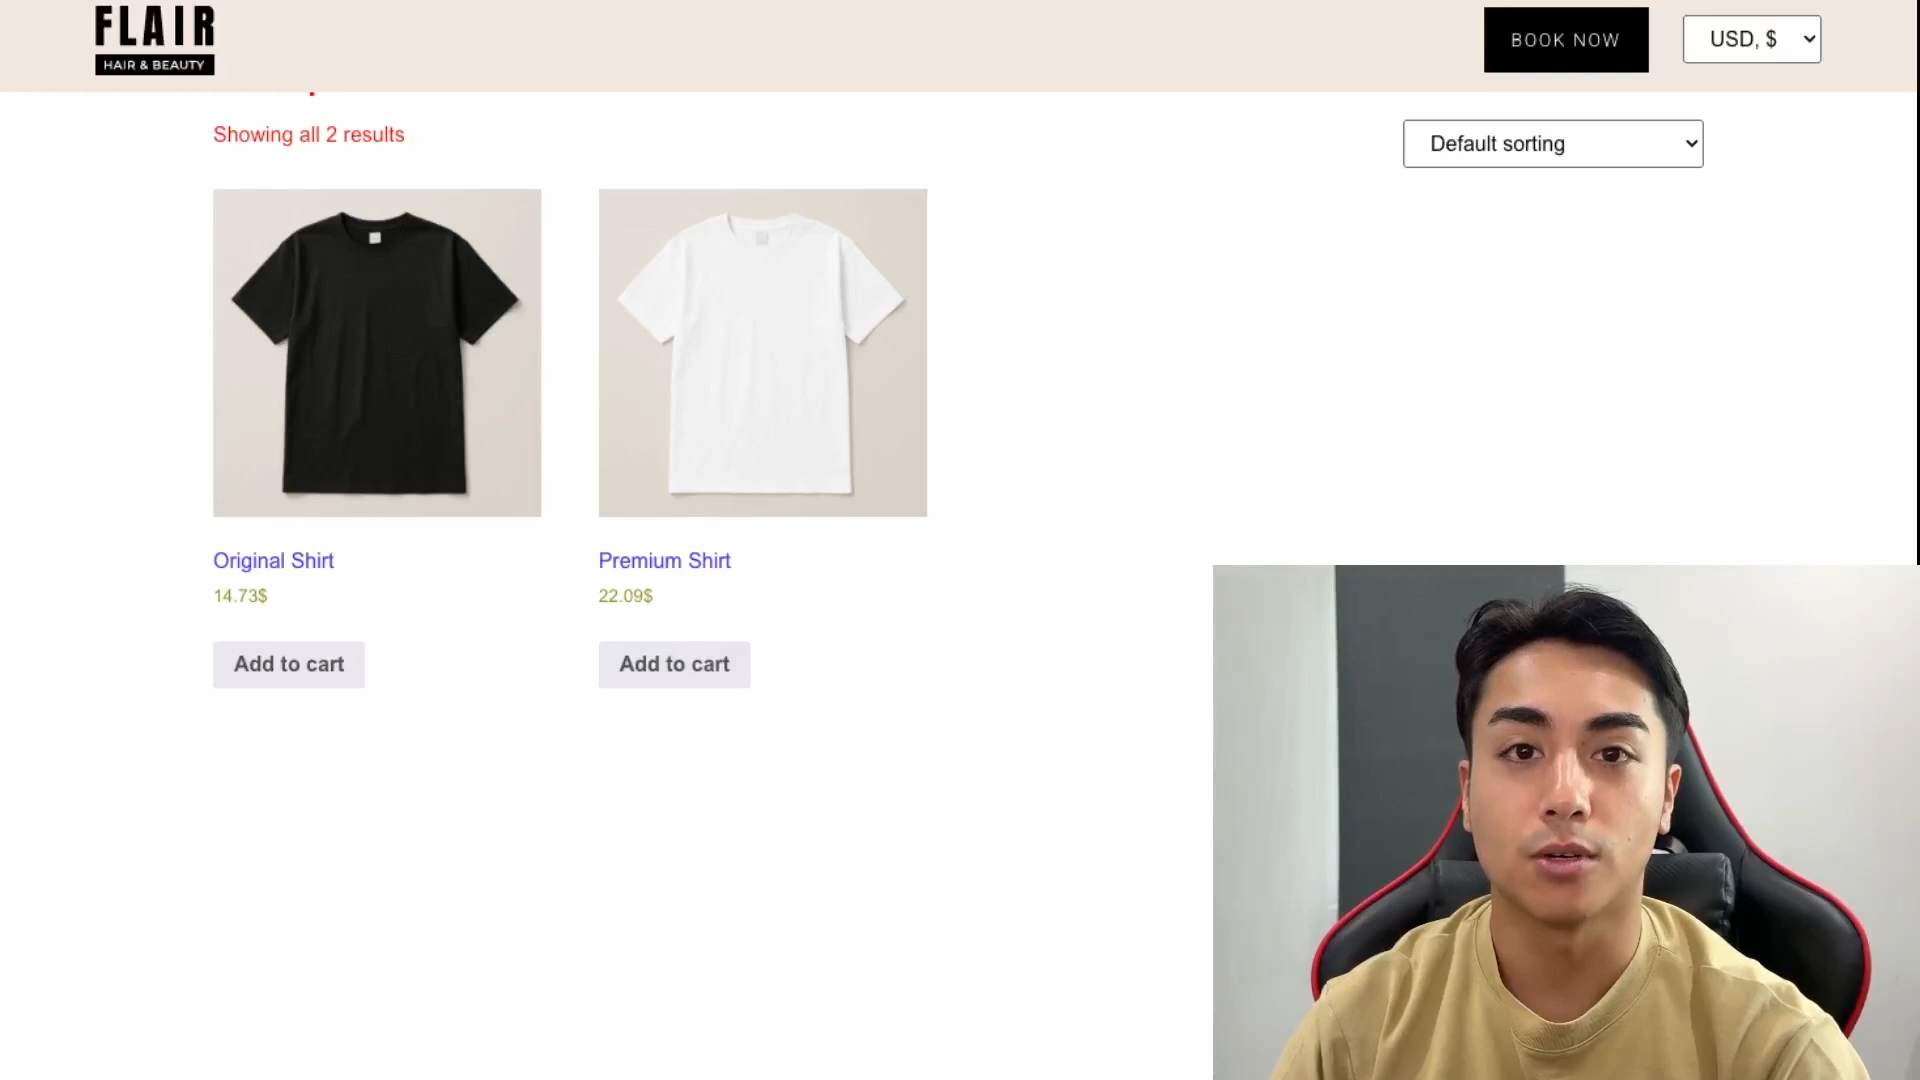 FLAIR
HAIR & BEAUTY
BOOK NOW
USD, $
Showing all 2 results
Default sorting
Original Shirt
14.73$
Add to cart
Premium Shirt
22.09$
Add to cart